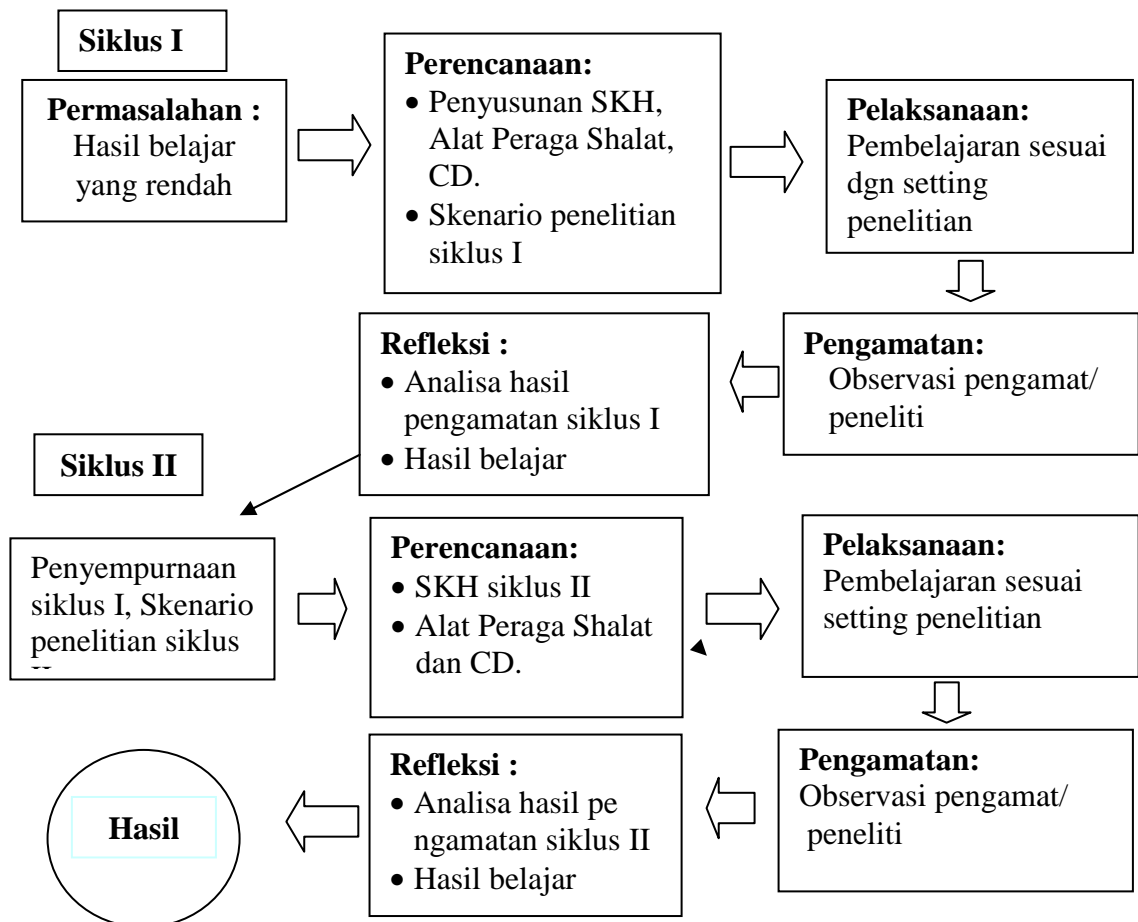 Siklus I
Permasalahan :
Hasil belajar
yang rendah
Perencanaan:
• Penyusunan SKH,
Alat Peraga Shalat,
CD.
• Skenario penelitian
siklus I
Pelaksanaan:
Pembelajaran sesuai
dgn setting
penelitian
Pengamatan:
Observasi pengamat/
peneliti
Refleksi :
• Analisa hasil
pengamatan siklus I
• Hasil belajar
Siklus II
Penyempurnaan
siklus I, Skenario
penelitian siklus
Perencanaan:
• SKH siklus II
• Alat Peraga Shalat
dan CD.
Pelaksanaan:
Pembelajaran sesuai
setting penelitian
Pengamatan:
Observasi pengamat/
peneliti
Refleksi :
• Analisa hasil pe
ngamatan siklus II
• Hasil belajar
Hasil